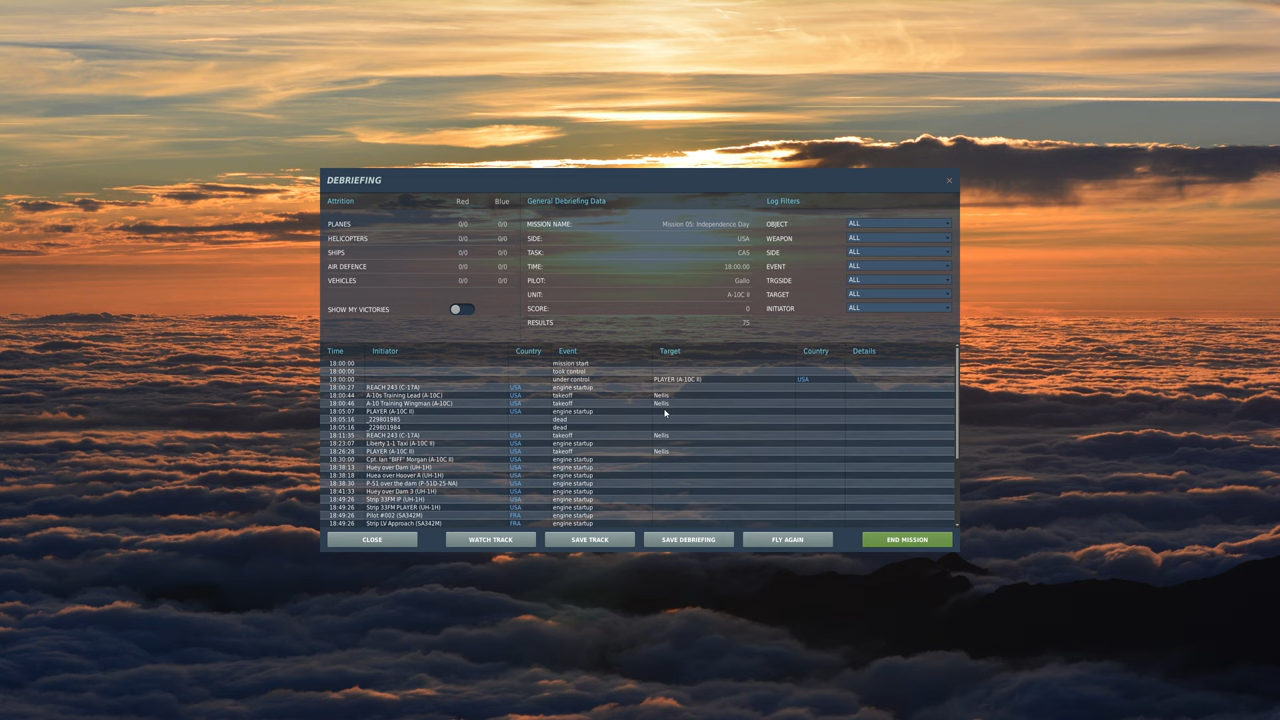 DEBRIEFING
Attrition Red Blue General Debriefing Data Log Filters
PLANES 0/0 0/0 MISSION NAME: Mission 05: Independence Day OBJECT ALL
HELICOPTERS 0/0 0/0 SIDE: USA WEAPON ALL
SHIPS 0/0 0/0 TASK: CAS SIDE ALL
AIR DEFENCE 0/0 0/0 TIME: 18:00:00 EVENT ALL
VEHICLES 0/0 0/0 PILOT: Gallo TRGSIDE ALL
UNIT: A-10C II TARGET ALL
SHOW MY VICTORIES SCORE: 0 INITIATOR ALL
RESULTS 75
Time Initiator Country Event Target Country Details
18:00:00 mission start
18:00:00 took control
18:00:00 under control PLAYER (A-10C II) USA
18:00:27 REACH 243 (C-17A) USA engine startup
18:00:44 A-10s Training Lead (A-10C) USA takeoff Nellis
18:00:46 A-10 Training Wingman (A-10C) USA takeoff Nellis
18:05:07 PLAYER (A-10C II) USA engine startup
18:05:16 _229801985 dead
18:05:16 _229801984 dead
18:11:35 REACH 243 (C-17A) USA takeoff Nellis
18:23:07 Liberty 1-1 Taxi (A-10C II) USA engine startup
18:26:28 PLAYER (A-10C II) USA takeoff Nellis
18:30:00 Cpt. Ian "BIFF" Morgan (A-10C II) USA engine startup
18:38:13 Huey over Dam (UH-1H) USA engine startup
18:38:18 Huea over Hoover A (UH-1H) USA engine startup
18:38:30 P-51 over the dam (P-51D-25-NA) USA engine startup
18:41:33 Huey over Dam 3 (UH-1H) USA engine startup
18:49:26 Strip 33FM IP (UH-1H) USA engine startup
18:49:26 Strip 33FM PLAYER (UH-1H) USA engine startup
18:49:26 Pilot #002 (SA342M) FRA engine startup
18:49:26 Strip LV Approach (SA342M) FRA engine startup
CLOSE WATCH TRACK SAVE TRACK SAVE DEBRIEFING FLY AGAIN END MISSION